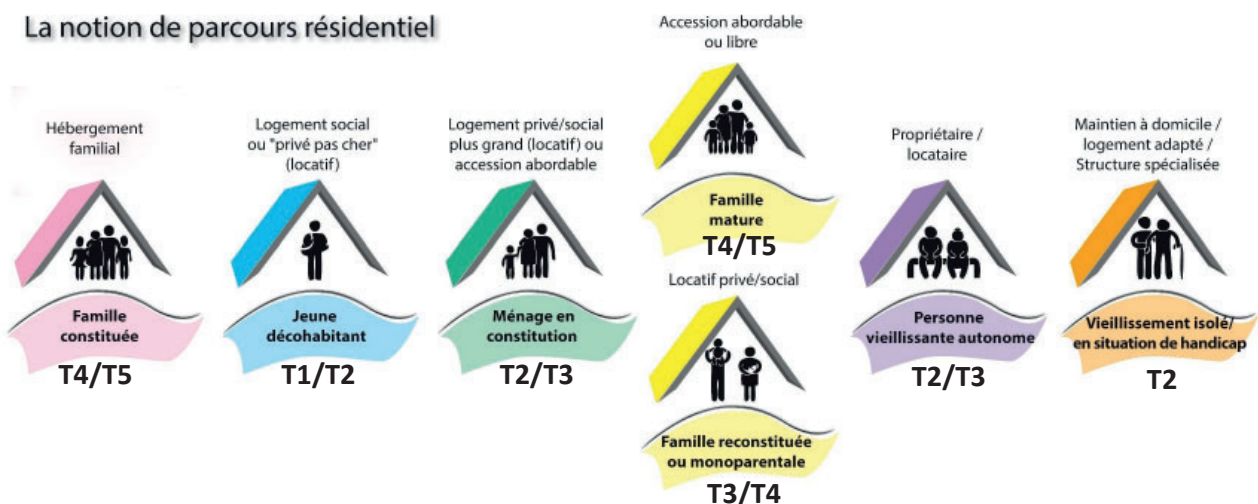 La notion de parcours résidentiel
Hébergement
familial
Famille
constituée
T4/T5
Logement social
ou "privé pas cher"
(locatif)
Jeune
décohabitant
T1/T2
Logement privé/social
plus grand (locatif) ou
accession abordable
Ménage en
constitution
T2/T3
Accession abordable
ou libre
Famille
mature
T4/T5
Locatif privé/social
Famille reconstituée
ou monoparentale
T3/T4
Propriétaire /
locataire
Personne
vieillissante autonome
T2/T3
Maintien à domicile /
logement adapté /
Structure spécialisée
Vieillissement isolé/
en situation de handicap
T2